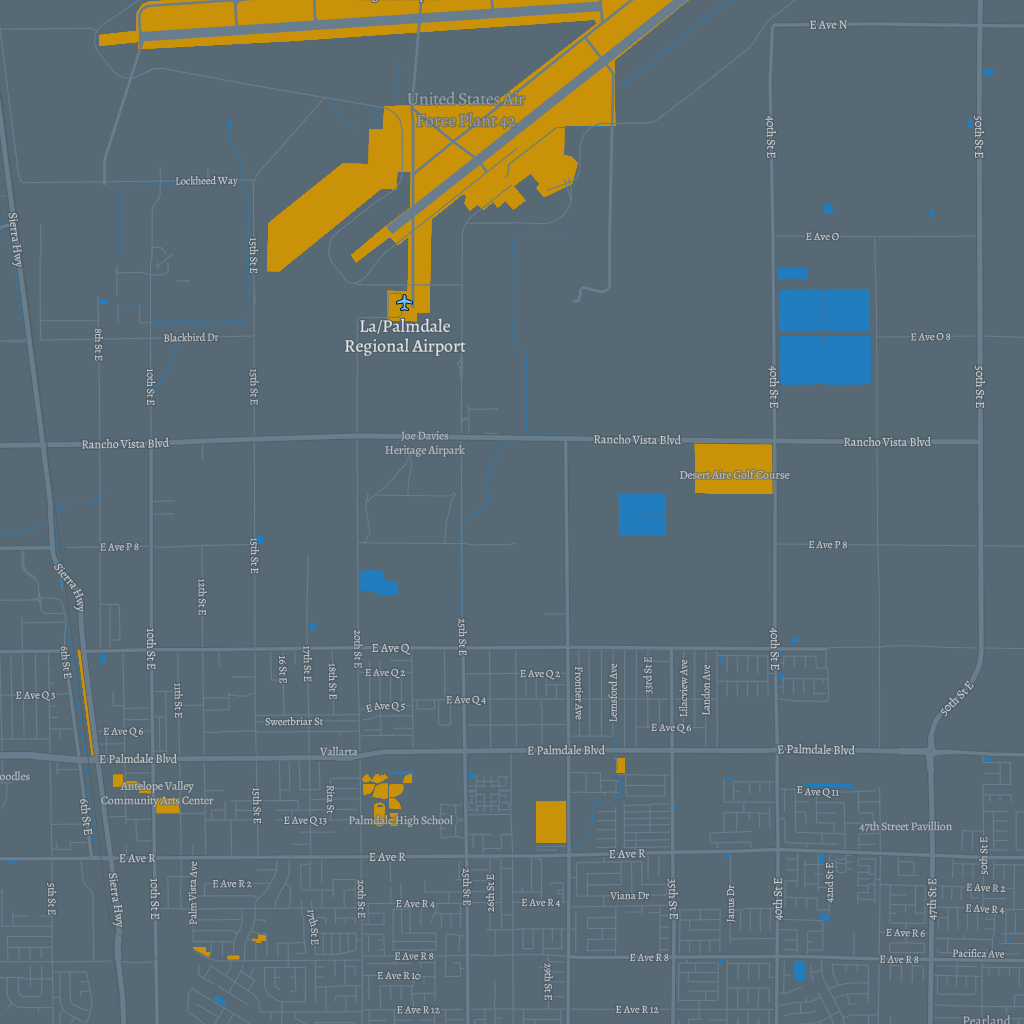 E Ave N
United States Air
Force Plant 42
40th St E
50th St E
Lockheed Way
Sierra Hwy
15th St E
E Ave O
La/Palmdale
Regional Airport
8th St E
Blackbird Dr
E Ave O 8
10th St E
15th St E
40th St E
50th St E
Rancho Vista Blvd
Joe Davies
Heritage Airpark
Rancho Vista Blvd
Rancho Vista Blvd
Desert Aire Golf Course
E Ave P 8
15th St E
E Ave P 8
Sierra Hwy
12th St E
6th St E
10th St E
20th St E
E Ave Q
25th St E
40th St E
16 St E
17th St E
18th St E
E Ave Q 2
E Ave Q 2
Frontier Ave
Lemsford Ave
33rd St E
Lilacview Ave
Landon Ave
E Ave Q 3
11th St E
E Ave Q 5
E Ave Q 4
50th St E
Sweetbriar St
E Ave Q 6
E Ave Q 6
E Palmdale Blvd
Vallarta
E Palmdale Blvd
E Palmdale Blvd
oodles
Antelope Valley
Community Arts Center
6th St E
15th St E
Rita St
E Ave Q 13
Palmdale High School
E Ave Q 11
47th Street Pavilion
E Ave R
E Ave R
E Ave R
50th St E
5th St E
Sierra Hwy
10th St E
Palm Vista Ave
E Ave R 2
20th St E
E Ave R 4
25th St E
26th St E
E Ave R 4
Viana Dr
35th St E
Janus Dr
40th St E
42nd St E
47th St E
E Ave R 2
E Ave R 4
17th St E
E Ave R 6
E Ave R 8
E Ave R 8
E Ave R 8
Pacifica Ave
E Ave R 10
29th St E
E Ave R 12
E Ave R 12
Pearland